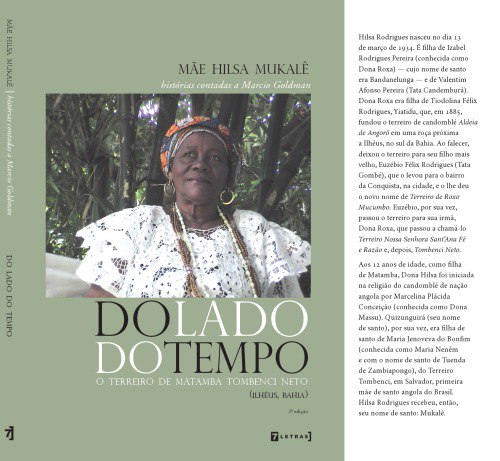 MÃE HILSA MUKALÊ | histórias contadas a Marcio Goldman
DO LADO DO TEMPO
7]
MÃE HILSA MUKALÊ
histórias contadas a Marcio Goldman
DOLADO
DOTEMPO
O TERREIRO DE MATAMBA TOMBENCI NETO
(ILHÉUS, BAHIA)
2ª edição
7LETRAS]
Hilsa Rodrigues nasceu no dia 13
de março de 1934. É filha de Izabel
Rodrigues Pereira (conhecida como
Dona Roxa) — cujo nome de santo
era Bandanelunga — e de Valentim
Afonso Pereira (Tata Candemburá).
Dona Roxa era filha de Tiodolina Félix
Rodrigues, Yiatidu, que, em 1885,
fundou o terreiro de candomblé Aldeia
de Angorô em uma roça próxima
a Ilhéus, no sul da Bahia. Ao falecer,
deixou o terreiro para seu filho mais
velho, Euzébio Félix Rodrigues (Tata
Gombé), que o levou para o bairro
da Conquista, na cidade, e o lhe deu
o novo nome de Terreiro de Roxo
Mucumbo. Euzébio, por sua vez,
passou o terreiro para sua irmã,
Dona Roxa, que passou a chamá-lo
Terreiro Nossa Senhora Sant'Ana Fé
e Razão e, depois, Tombenci Neto.
Aos 12 anos de idade, como filha
de Matamba, Dona Hilsa foi iniciada
na religião do candomblé de nação
angola por Marcelina Plácida
Conceição (conhecida como Dona
Massu). Quizunguirá (seu nome
de santo), por sua vez, era filha de
santo de Maria Jenoveva do Bonfim
(conhecida como Maria Neném
e com o nome de santo de Tuenda
de Zambiapongo), do Terreiro
Tombenci, em Salvador, primeira
mãe de santo angola do Brasil.
Hilsa Rodrigues recebeu, então,
seu nome de santo: Mukalê.